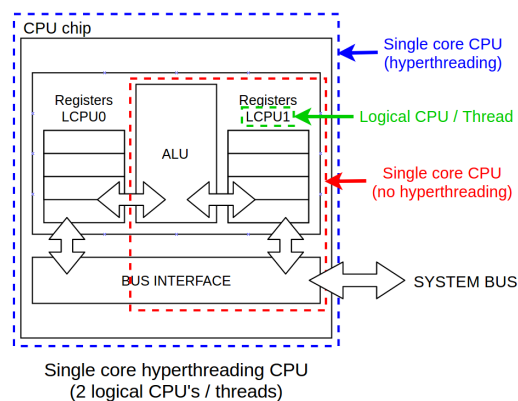 CPU chip
Single core CPU
(hyperthreading)
Registers
LCPU0
Registers
LCPU1
Logical CPU / Thread
ALU
Single core CPU
(no hyperthreading)
BUS INTERFACE
SYSTEM BUS
Single core hyperthreading CPU
(2 logical CPU's / threads)